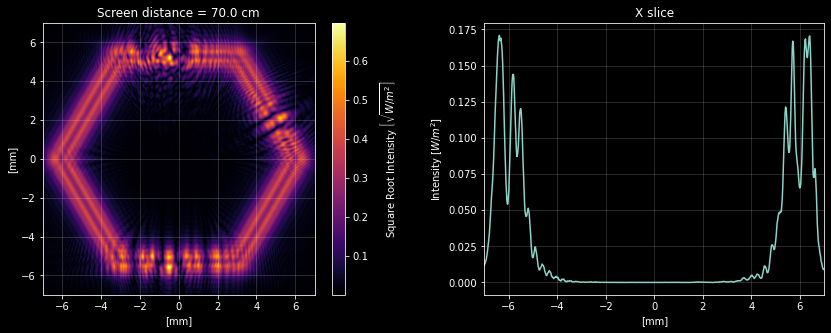 Screen distance = 70.0 cm
6
4
2
0
−2
−4
−6
[mm]
−6 −4 −2 0 2 4 6
[mm]
0.6
0.5
0.4
0.3
0.2
0.1
Square Root Intensity [√W/m²]
X slice
0.175
0.150
0.125
0.100
0.075
0.050
0.025
0.000
Intensity [W/m²]
−6 −4 −2 0 2 4 6
[mm]